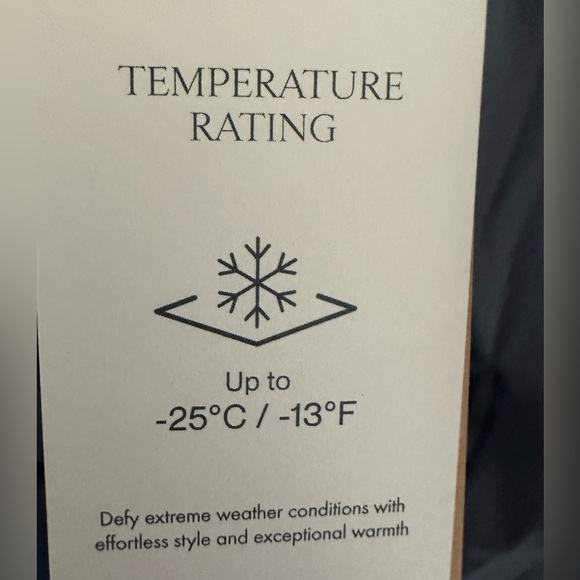 TEMPERATURE
RATING
Up to
-25°C / -13°F
Defy extreme weather conditions with
effortless style and exceptional warmth